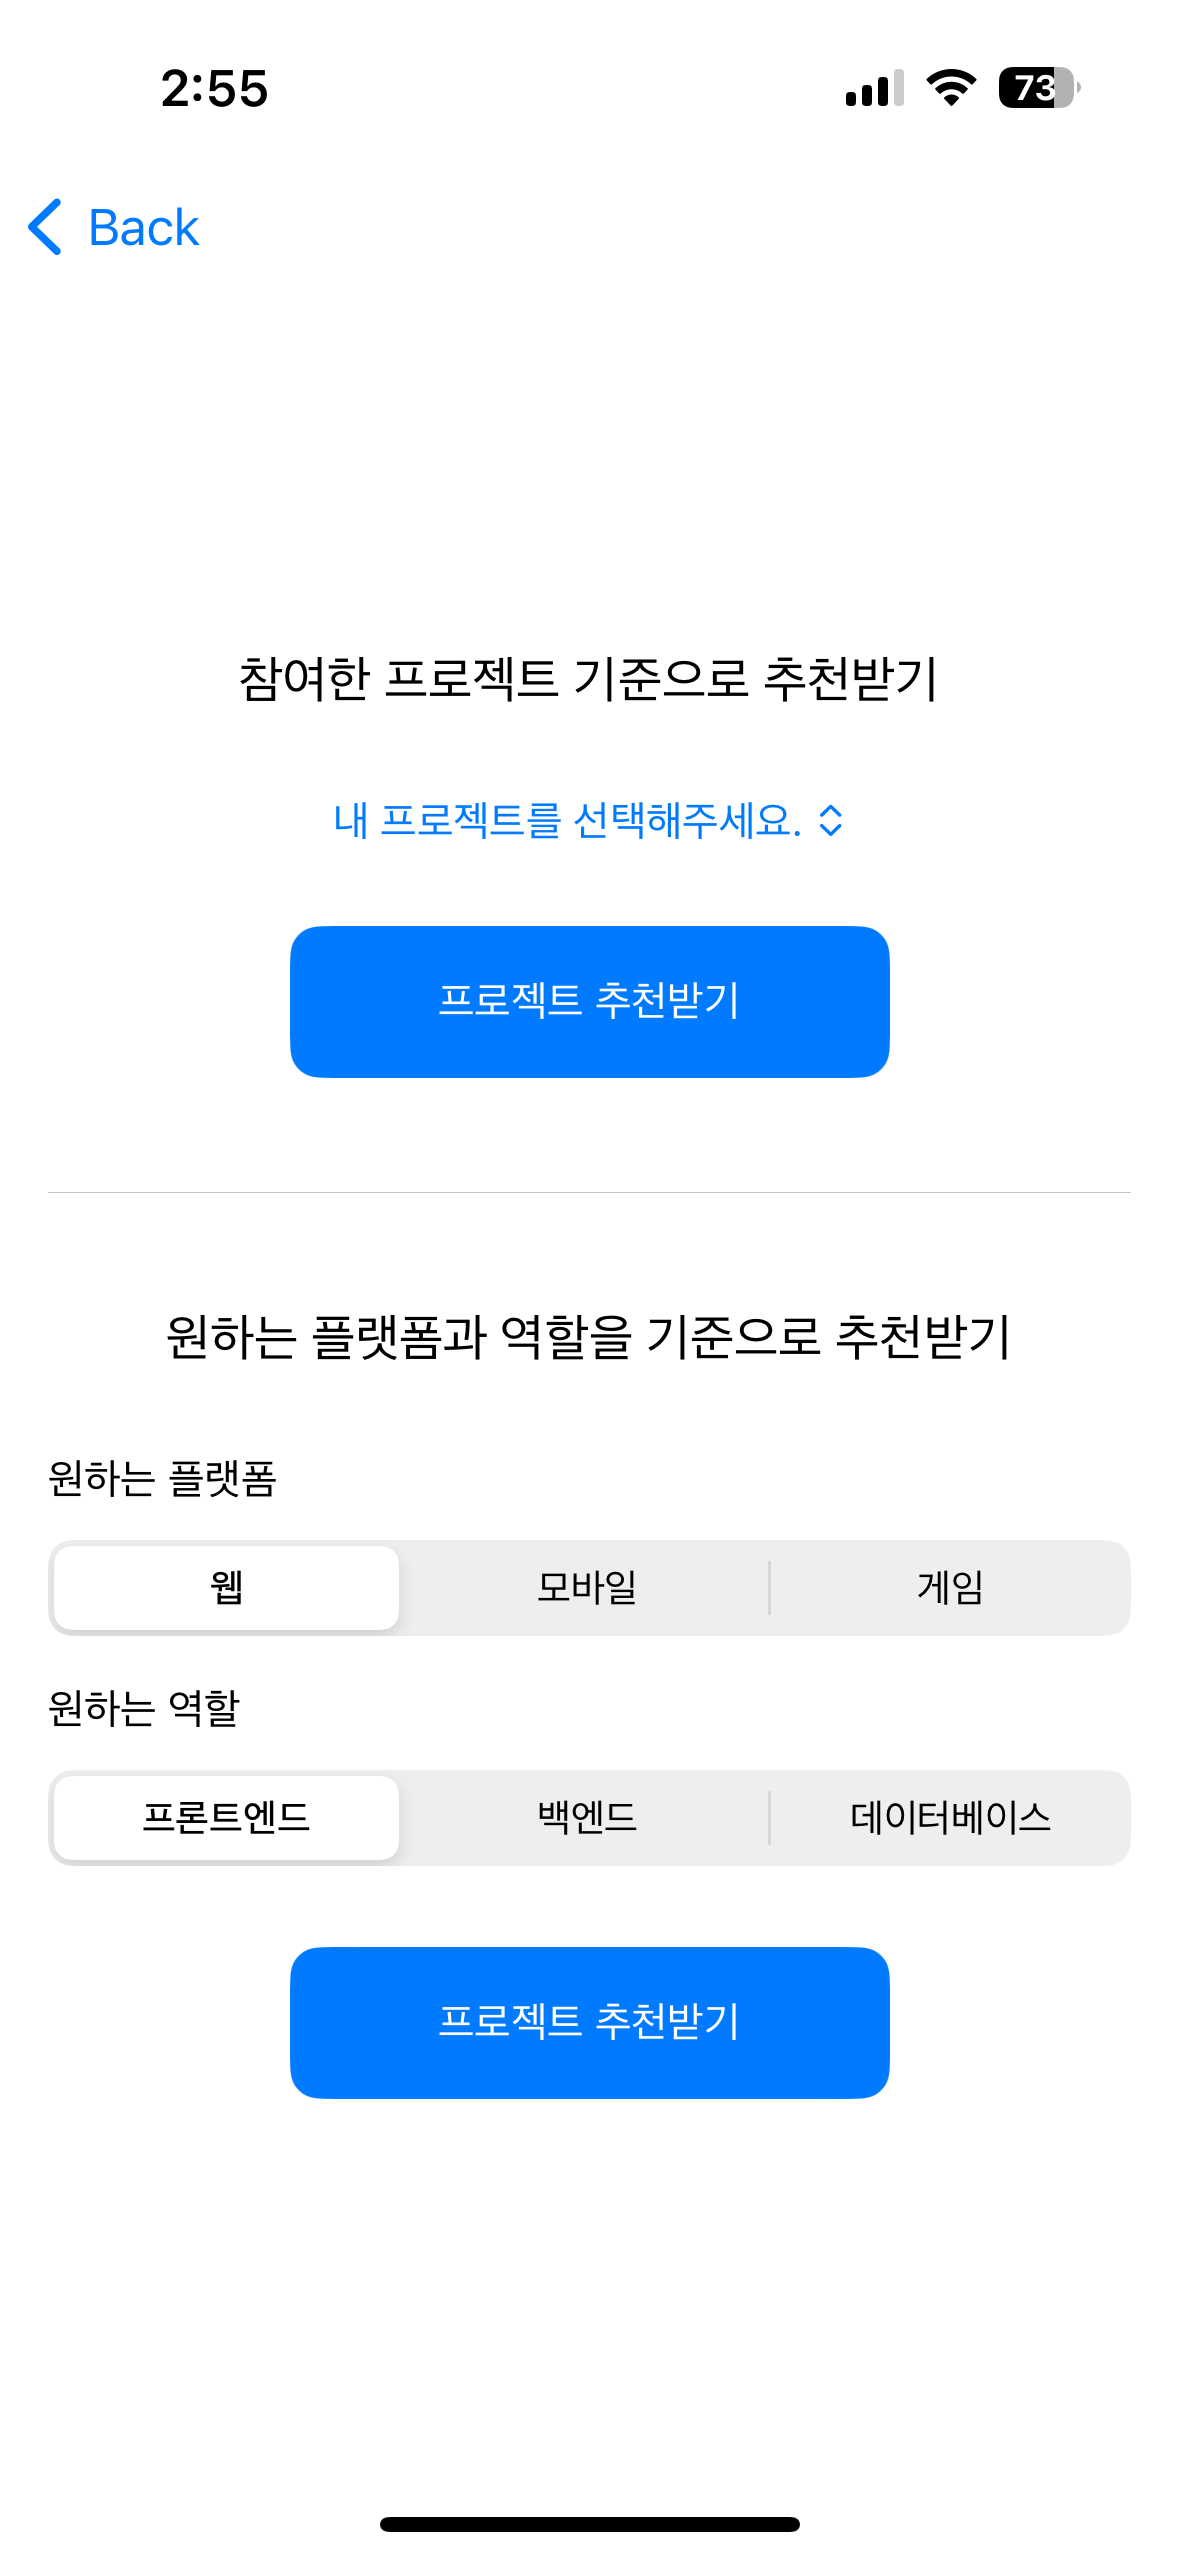 2:55
73
Back
참여한 프로젝트 기준으로 추천받기
내 프로젝트를 선택해주세요.
프로젝트 추천받기
원하는 플랫폼과 역할을 기준으로 추천받기
원하는 플랫폼
웹 모바일 게임
원하는 역할
프론트엔드 백엔드 데이터베이스
프로젝트 추천받기